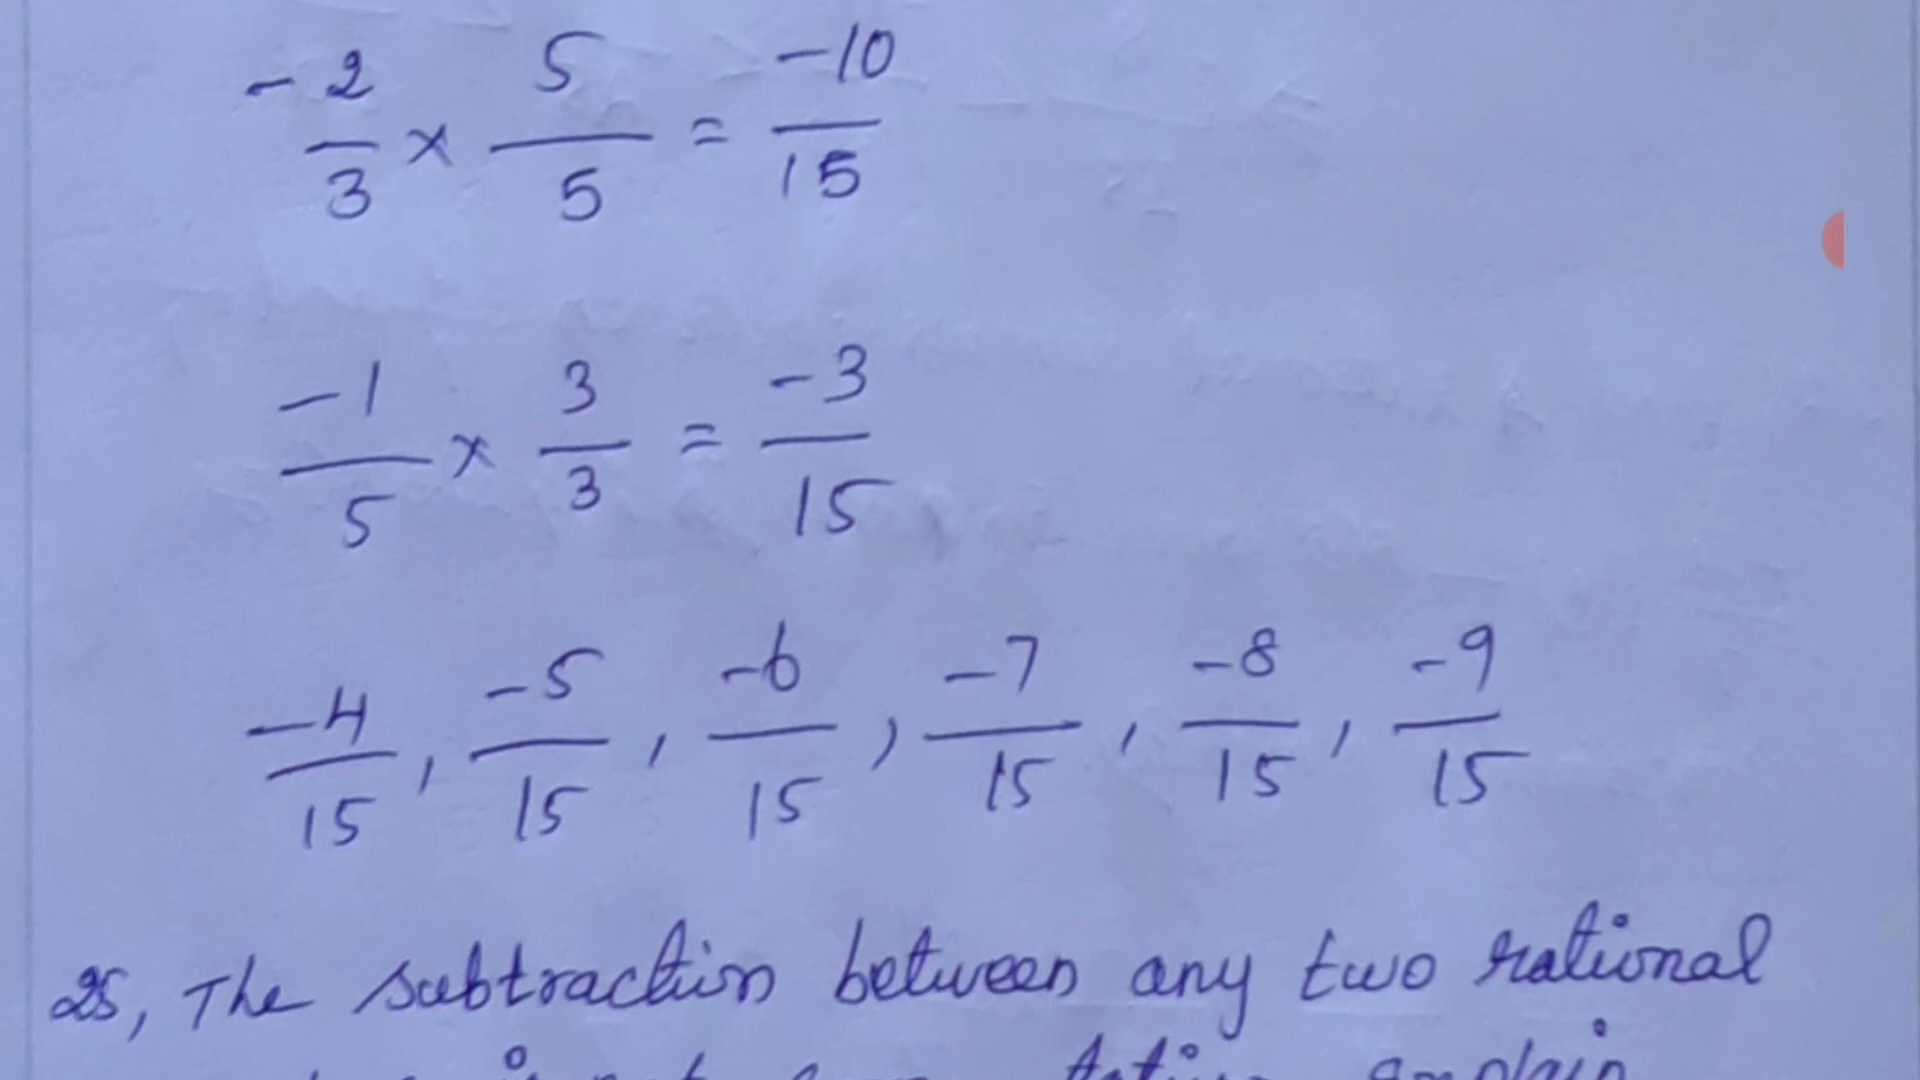 -2/3 × 5/5 = -10/15
-1/5 × 3/3 = -3/15
-4/15, -5/15, -6/15, -7/15, -8/15, -9/15
25, The subtraction between any two rational
explain